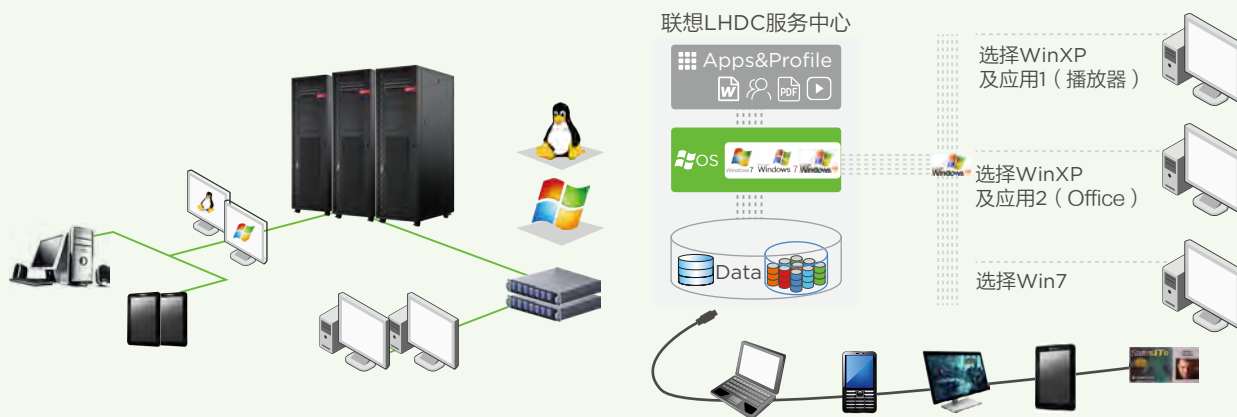 联想LHDC服务中心
Apps&Profile
W
PDF
OS
Windows 7
Windows 7
Windows
Data
Windows
选择WinXP
及应用1（播放器）
选择WinXP
及应用2（Office）
选择Win7